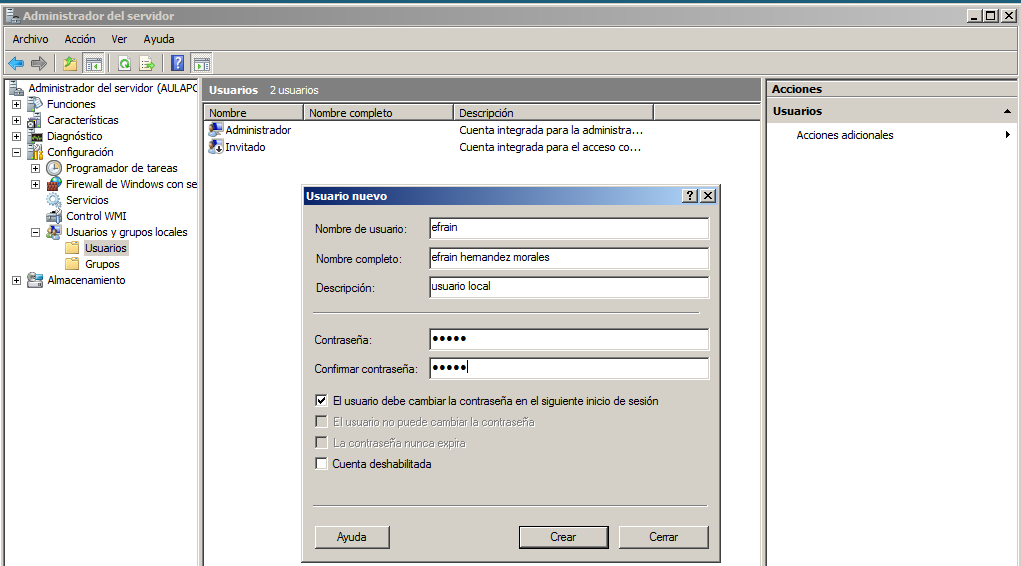 Administrador del servidor
Archivo Acción Ver Ayuda
Administrador del servidor (AULAPC
Funciones
Características
Diagnóstico
Configuración
Programador de tareas
Firewall de Windows con se
Servicios
Control WMI
Usuarios y grupos locales
Usuarios
Grupos
Almacenamiento
Usuarios 2 usuarios
Nombre Nombre completo Descripción
Administrador Cuenta integrada para la administra...
Invitado Cuenta integrada para el acceso co...
Acciones
Usuarios
Acciones adicionales
Usuario nuevo
Nombre de usuario: efrain
Nombre completo: efrain hernandez morales
Descripción: usuario local
Contraseña: •••••
Confirmar contraseña: •••••
El usuario debe cambiar la contraseña en el siguiente inicio de sesión
El usuario no puede cambiar la contraseña
La contraseña nunca expira
Cuenta deshabilitada
Ayuda Crear Cerrar